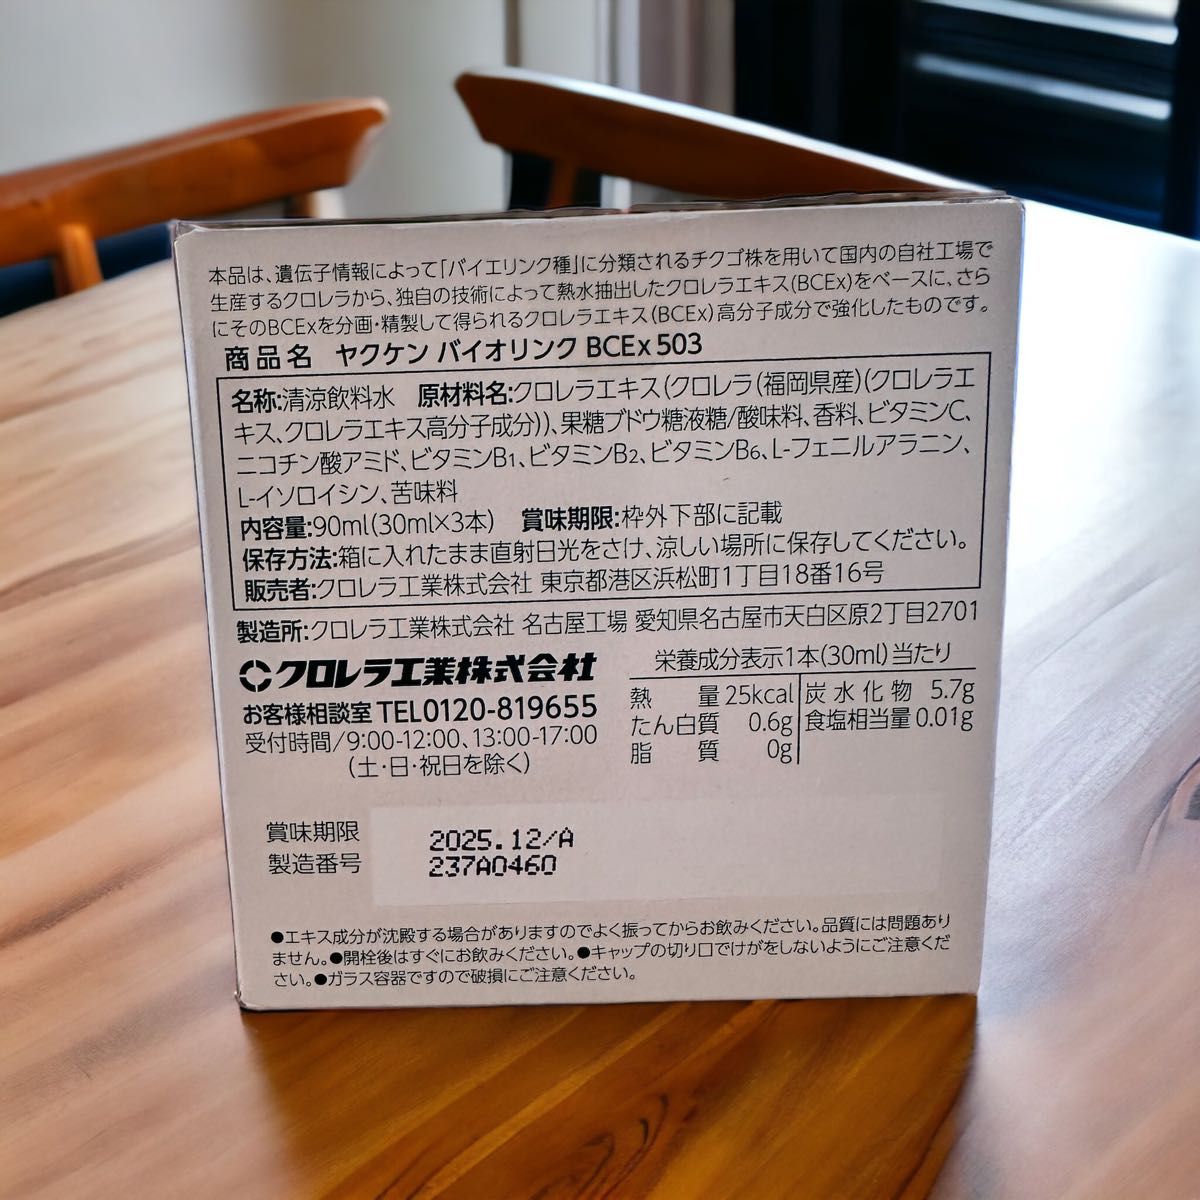 本品は、遺伝子情報によって「バイエリンク種」に分類されるチクゴ株を用いて国内の自社工場で
生産するクロレラから、独自の技術によって熱水抽出したクロレラエキス(BCEx)をベースに、さら
にそのBCExを分画・精製して得られるクロレラエキス(BCEx)高分子成分で強化したものです。
商品名 ヤクケン バイオリンク BCEx 503
名称:清涼飲料水 原材料名:クロレラエキス(クロレラ(福岡県産)(クロレラエ
キス、クロレラエキス高分子成分))、果糖ブドウ糖液糖/酸味料、香料、ビタミンC、
ニコチン酸アミド、ビタミンB1、ビタミンB2、ビタミンB6、L-フェニルアラニン、
L-イソロイシン、苦味料
内容量:90ml(30ml×3本) 賞味期限:枠外下部に記載
保存方法:箱に入れたまま直射日光をさけ、涼しい場所に保存してください。
販売者:クロレラ工業株式会社 東京都港区浜松町1丁目18番16号
製造所:クロレラ工業株式会社 名古屋工場 愛知県名古屋市天白区原2丁目2701
クロレラ工業株式会社
お客様相談室 TEL0120-819655
受付時間/9:00-12:00、13:00-17:00
(土・日・祝日を除く)
栄養成分表示1本(30ml)当たり
熱量 25kcal 炭水化物 5.7g
たん白質 0.6g 食塩相当量 0.01g
脂質 0g
賞味期限 2025.12/A
製造番号 237A0460
●エキス成分が沈殿する場合がありますのでよく振ってからお飲みください。品質には問題あり
ません。●開栓後はすぐにお飲みください。●キャップの切り口でけがをしないようにご注意くだ
さい。●ガラス容器ですので破損にご注意ください。